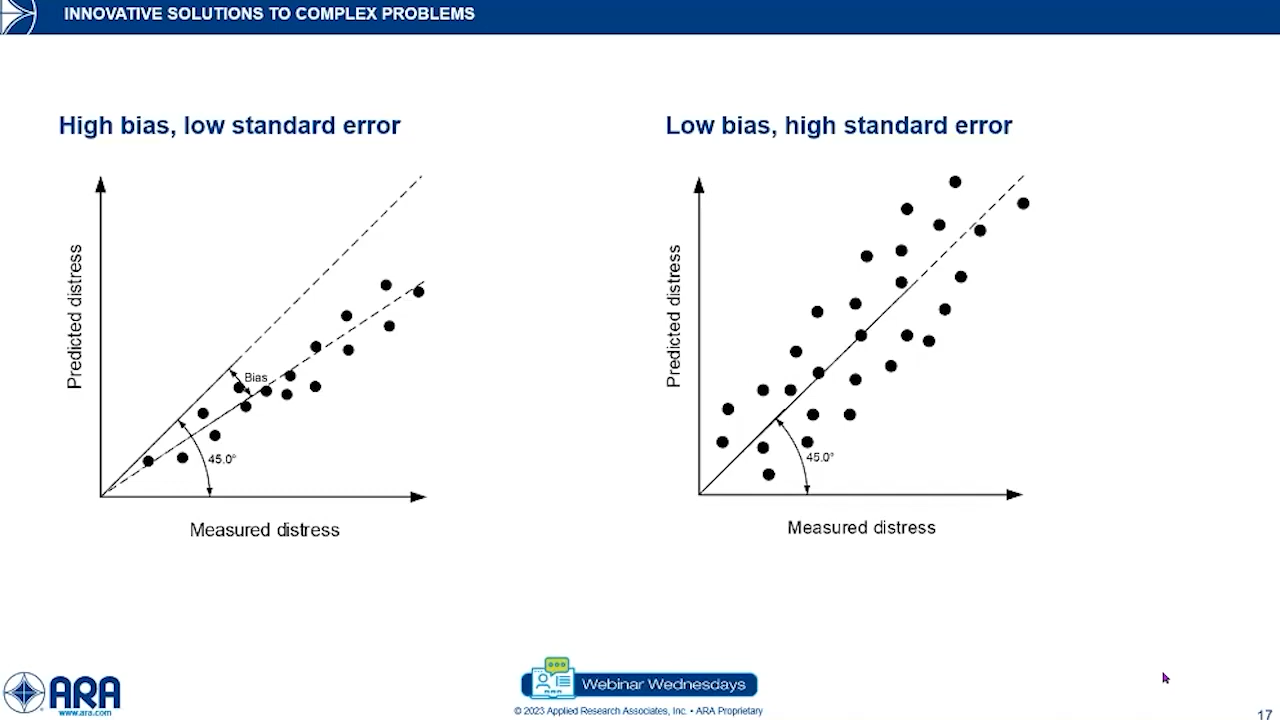 INNOVATIVE SOLUTIONS TO COMPLEX PROBLEMS
High bias, low standard error
Low bias, high standard error
Predicted distress
Bias
45.0°
Measured distress
Predicted distress
45.0°
Measured distress
ARA
www.ara.com
Webinar Wednesdays
© 2023 Applied Research Associates, Inc. • ARA Proprietary
17